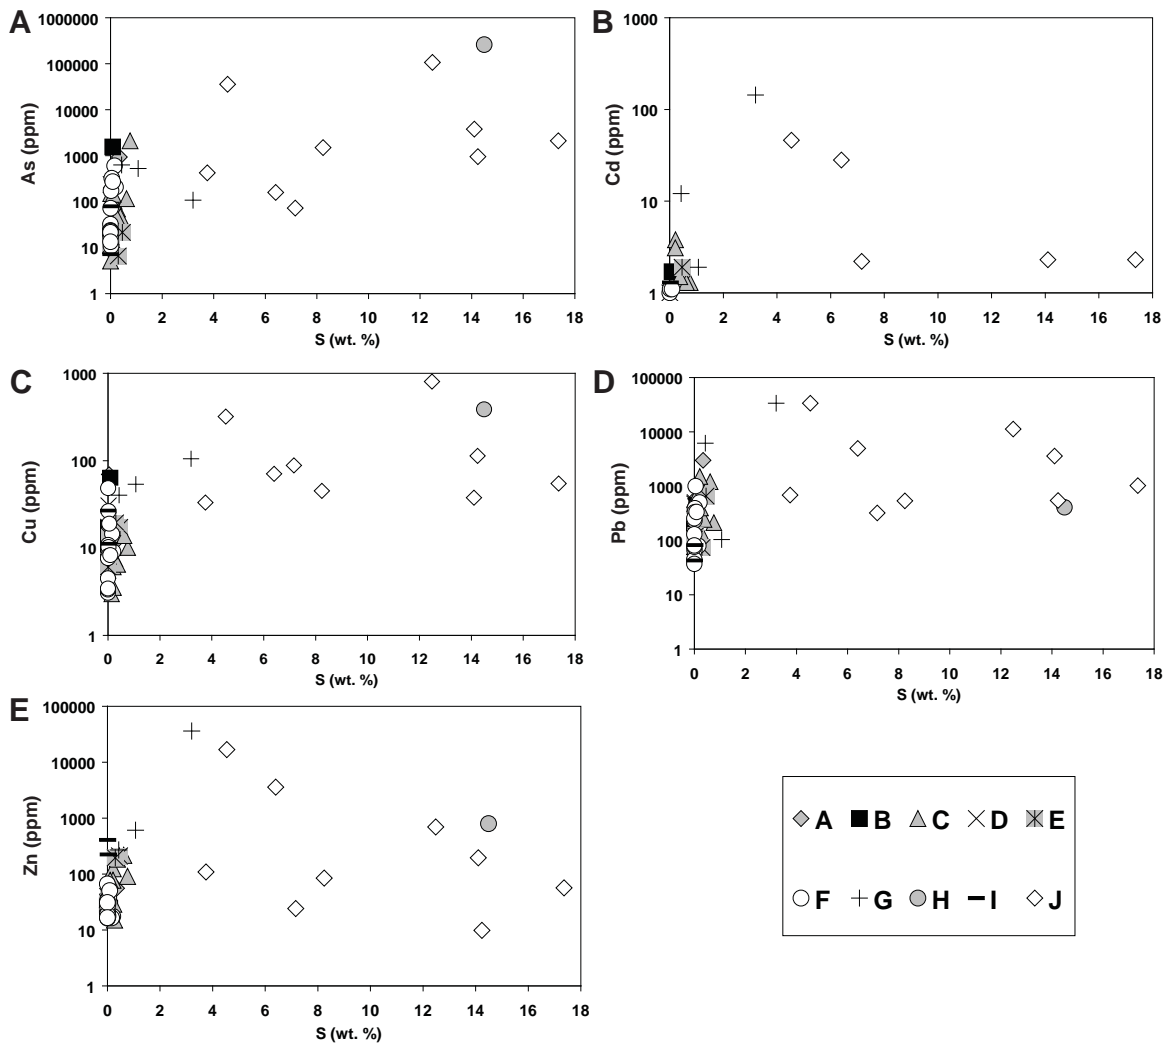 A
As (ppm)
1000000
100000
10000
1000
100
10
1
0 2 4 6 8 10 12 14 16 18
S (wt. %)
B
Cd (ppm)
1000
100
10
1
0 2 4 6 8 10 12 14 16 18
S (wt. %)
C
Cu (ppm)
1000
100
10
1
0 2 4 6 8 10 12 14 16 18
S (wt. %)
D
Pb (ppm)
100000
10000
1000
100
10
1
0 2 4 6 8 10 12 14 16 18
S (wt. %)
E
Zn (ppm)
100000
10000
1000
100
10
1
0 2 4 6 8 10 12 14 16 18
S (wt. %)
A B C D E
F G H I J